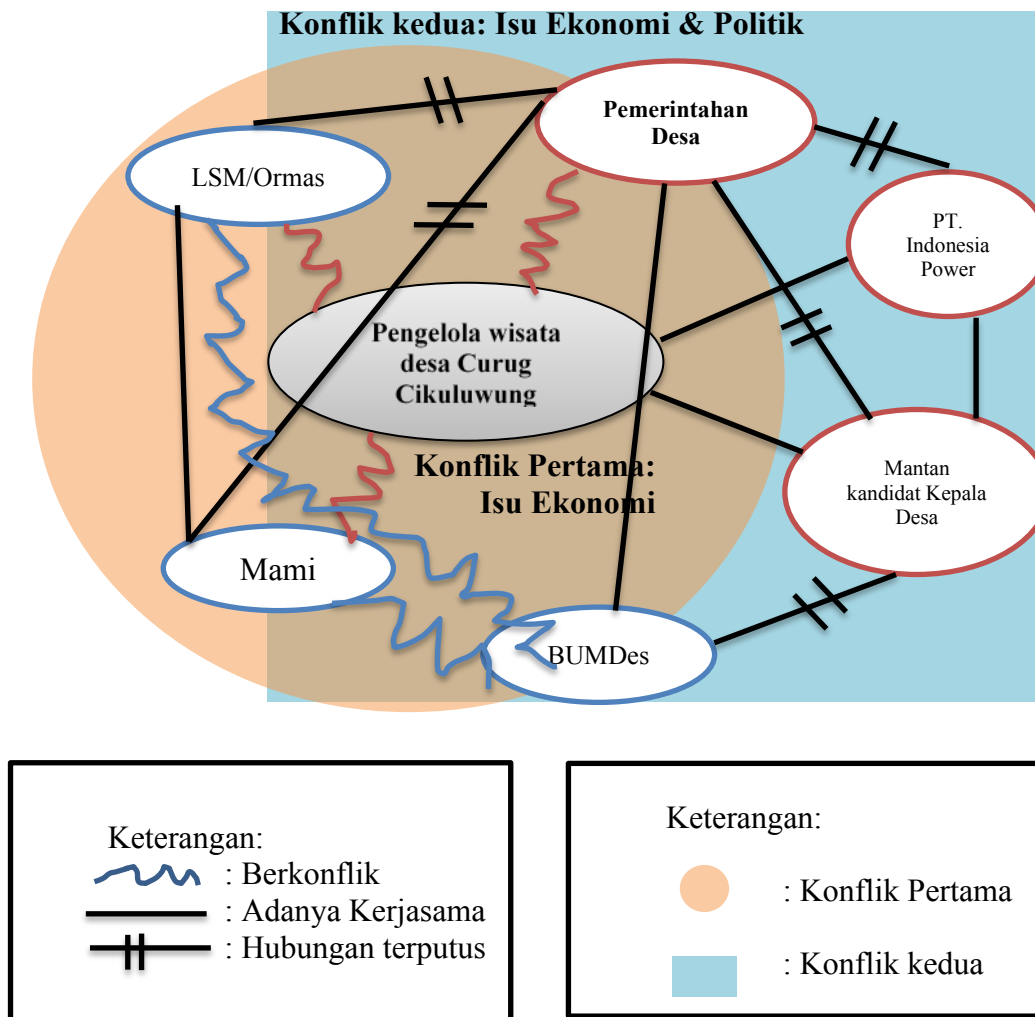 Konflik kedua: Isu Ekonomi & Politik
Pemerintahan
Desa
LSM/Ormas
PT.
Indonesia
Power
Pengelola wisata
desa Curug
Cikuluwung
Konflik Pertama:
Isu Ekonomi
Mantan
kandidat Kepala
Desa
Mami
BUMDes
Keterangan:
: Berkonflik
: Adanya Kerjasama
: Hubungan terputus
Keterangan:
: Konflik Pertama
: Konflik kedua